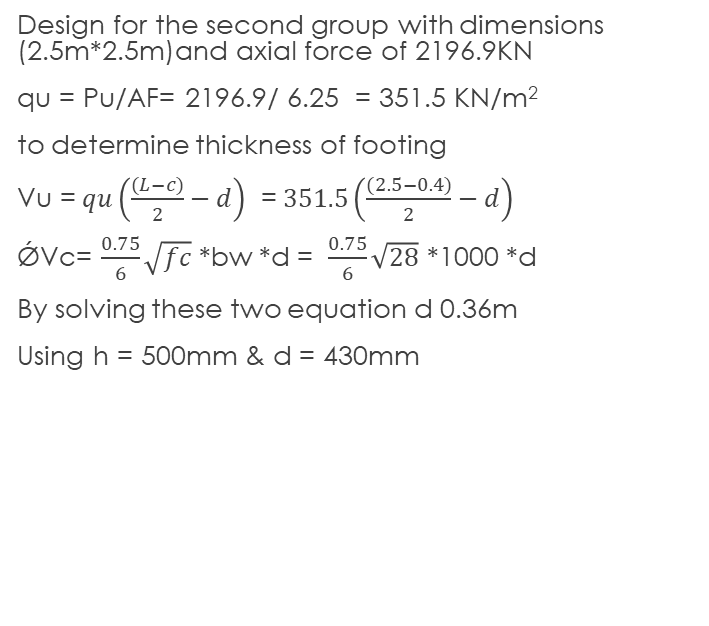 Design for the second group with dimensions
(2.5m*2.5m)and axial force of 2196.9KN
qu = Pu/AF= 2196.9/ 6.25 = 351.5 KN/m²
to determine thickness of footing
Vu = qu ((L−c)/2 − d) = 351.5 ((2.5−0.4)/2 − d)
ǾVc= 0.75/6 √fc *bw *d = 0.75/6 √28 *1000 *d
By solving these two equation d 0.36m
Using h = 500mm & d = 430mm